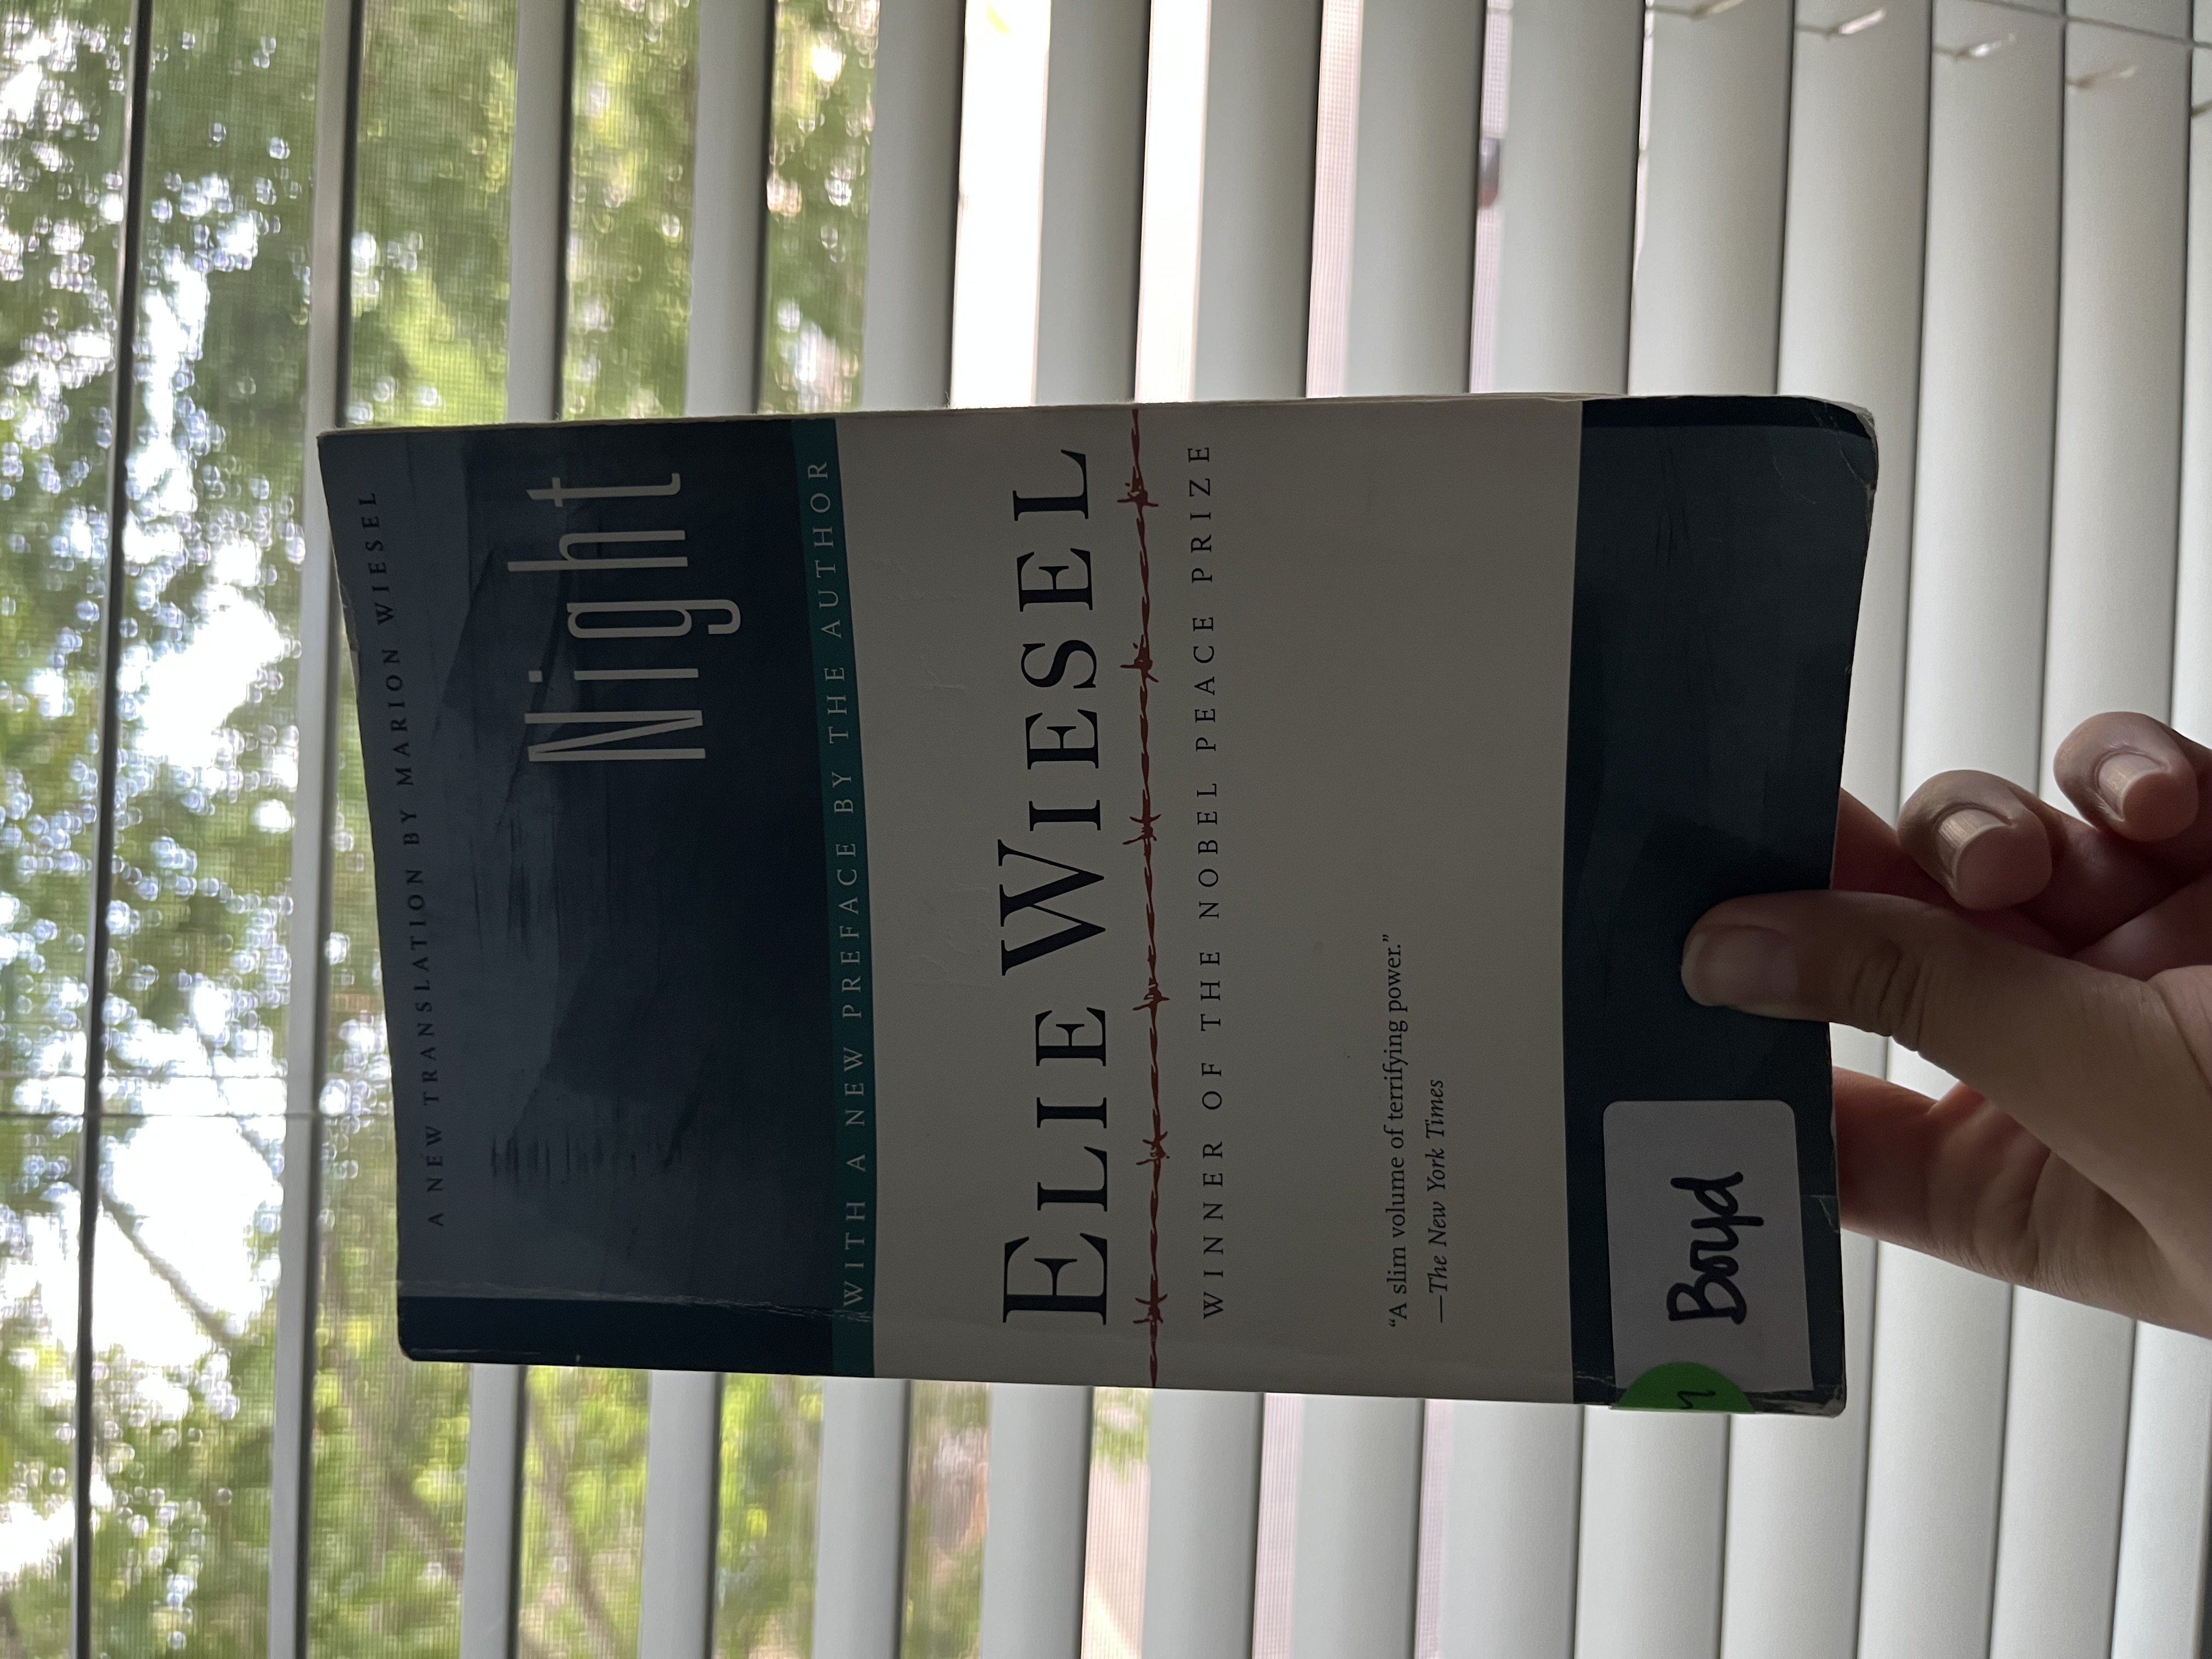 A NEW TRANSLATION BY MARION WIESEL
Night
WITH A NEW PREFACE BY THE AUTHOR
ELIE WIESEL
WINNER OF THE NOBEL PEACE PRIZE
“A slim volume of terrifying power.”
—The New York Times
Boyd